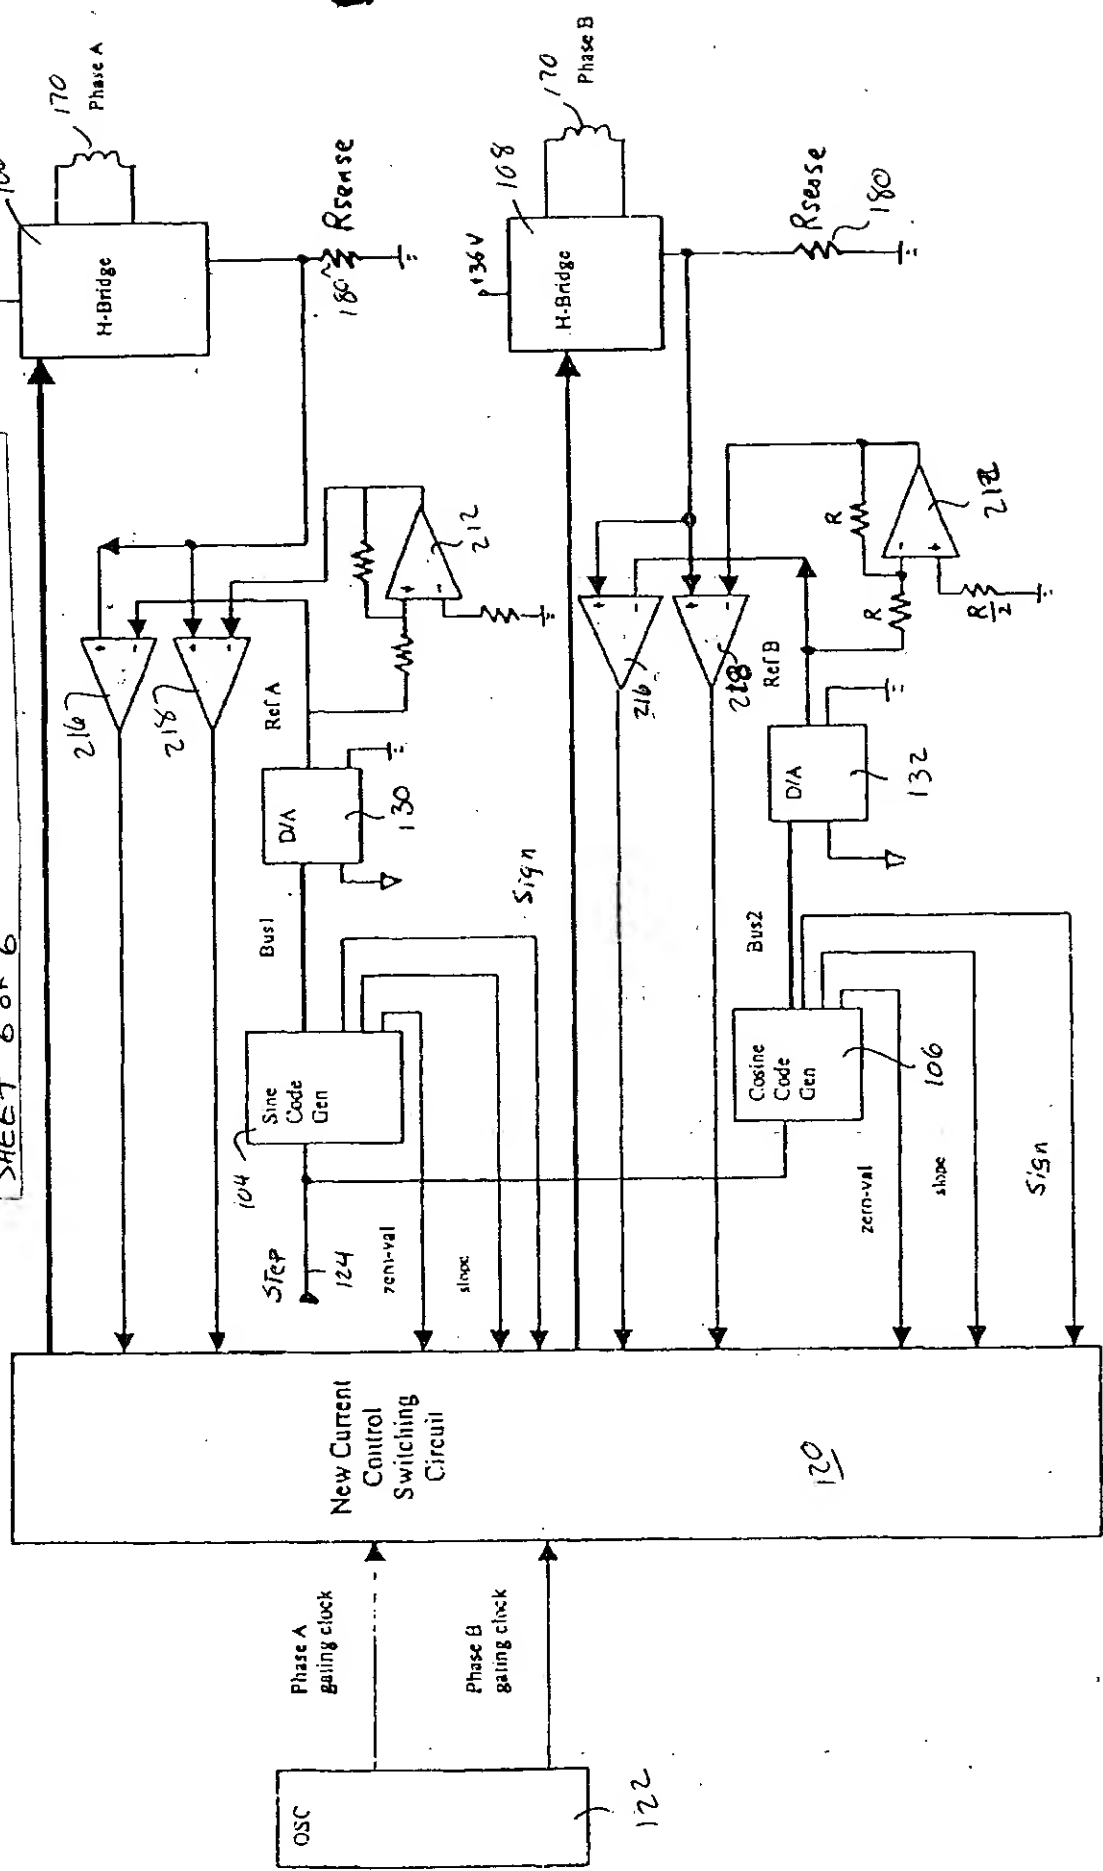 SHEET 6 OF 6
170
Phase A
H-Bridge
180
Rsense
216
218
212
Ref A
D/A
130
Bus1
Sine
Code
Gen
104
STEP
124
zero-val
slope
Sign
+36V
108
H-Bridge
170
Phase B
Rsense
180
216
218
Ref B
R
R
R/2
212
D/A
132
Bus2
Cosine
Code
Gen
106
zero-val
slope
Sign
New Current
Control
Switching
Circuit
120
Phase A
gating clock
Phase B
gating clock
OSC
122